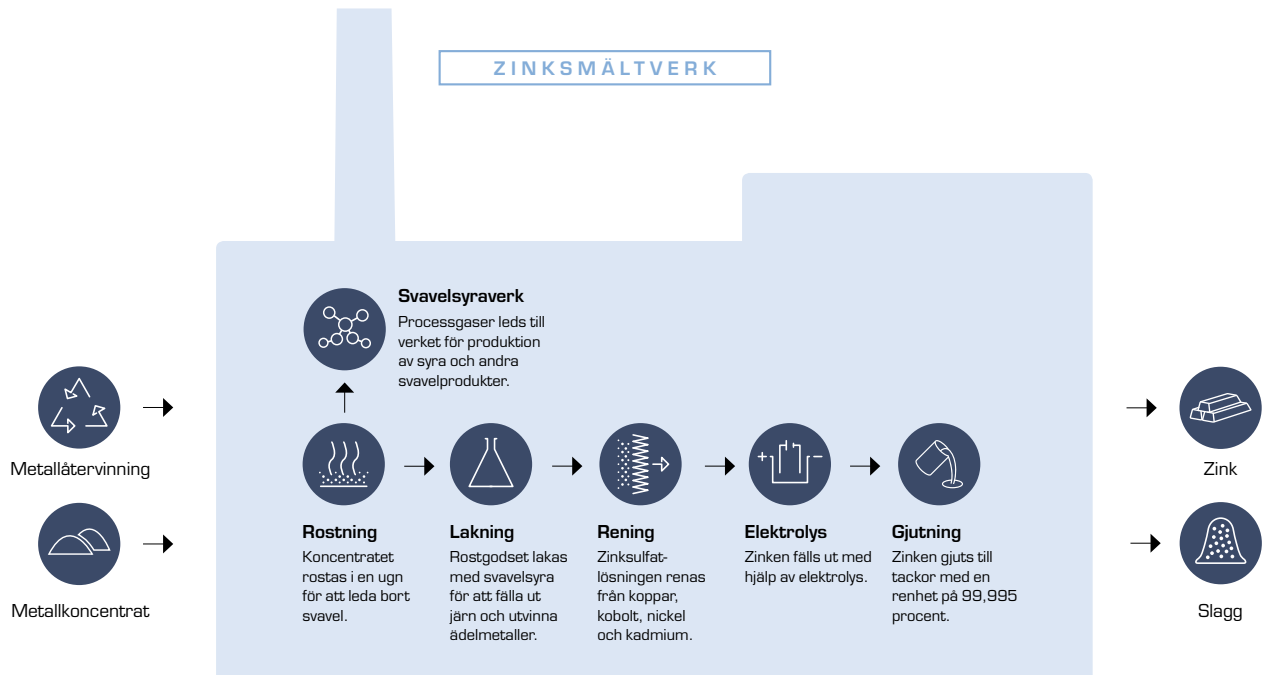 ZINKSMÄLTVERK
Svavelsyraverk
Processgaser leds till
verket för produktion
av syra och andra
svavelprodukter.
Metallåtervinning
Metallkoncentrat
Rostning
Koncentratet
rostas i en ugn
för att leda bort
svavel.
Lakning
Rostgodset lakas
med svavelsyra
för att fälla ut
järn och utvinna
ädelmetaller.
Rening
Zinksulfat-
lösningen renas
från koppar,
kobolt, nickel
och kadmium.
Elektrolys
Zinken fälls ut med
hjälp av elektrolys.
Gjutning
Zinken gjuts till
tackor med en
renhet på 99,995
procent.
Zink
Slagg